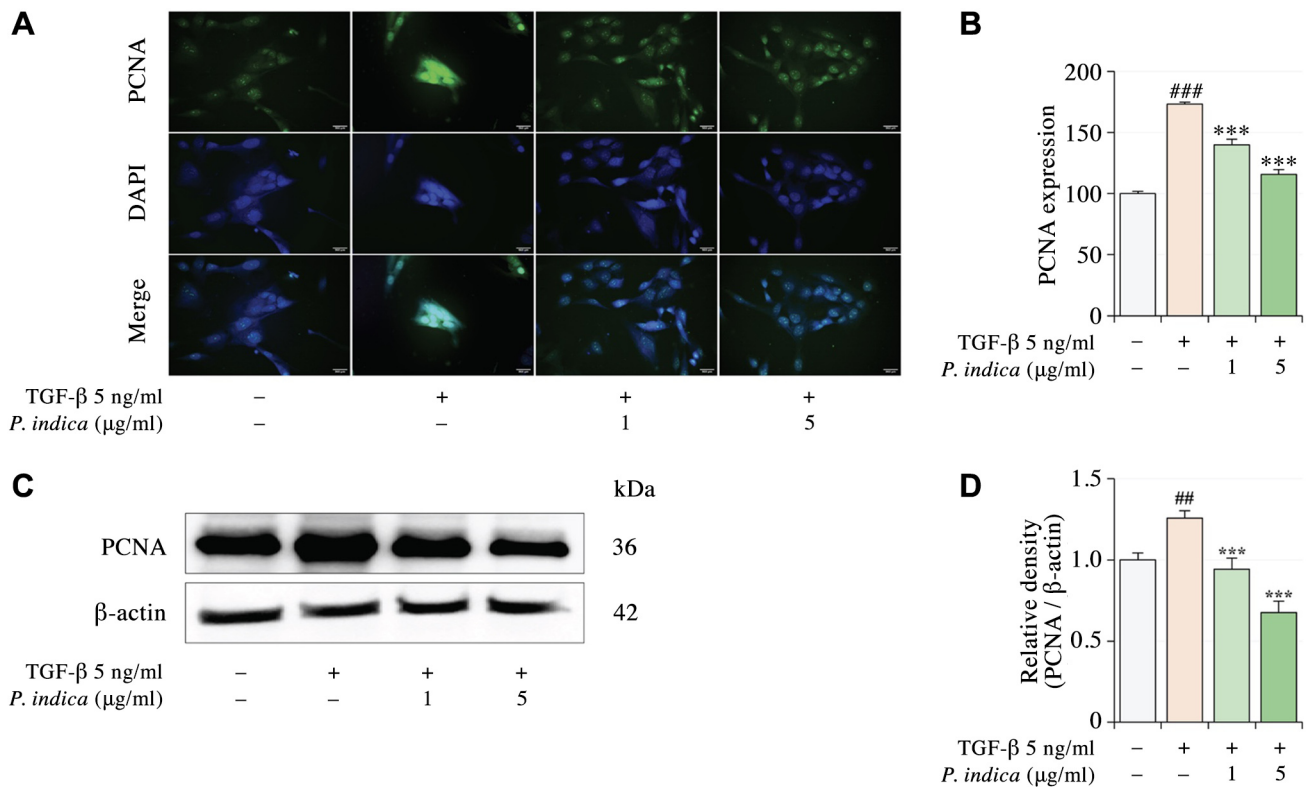 A
PCNA
DAPI
Merge
TGF-β 5 ng/ml – + + +
P. indica (μg/ml) – – 1 5
B
PCNA expression
200
150
100
50
0
###
***
***
TGF-β 5 ng/ml – + + +
P. indica (μg/ml) – – 1 5
C
kDa
PCNA 36
β-actin 42
TGF-β 5 ng/ml – + + +
P. indica (μg/ml) – – 1 5
D
Relative density
(PCNA / β-actin)
1.5
1.0
0.5
0
##
***
***
TGF-β 5 ng/ml – + + +
P. indica (μg/ml) – – 1 5